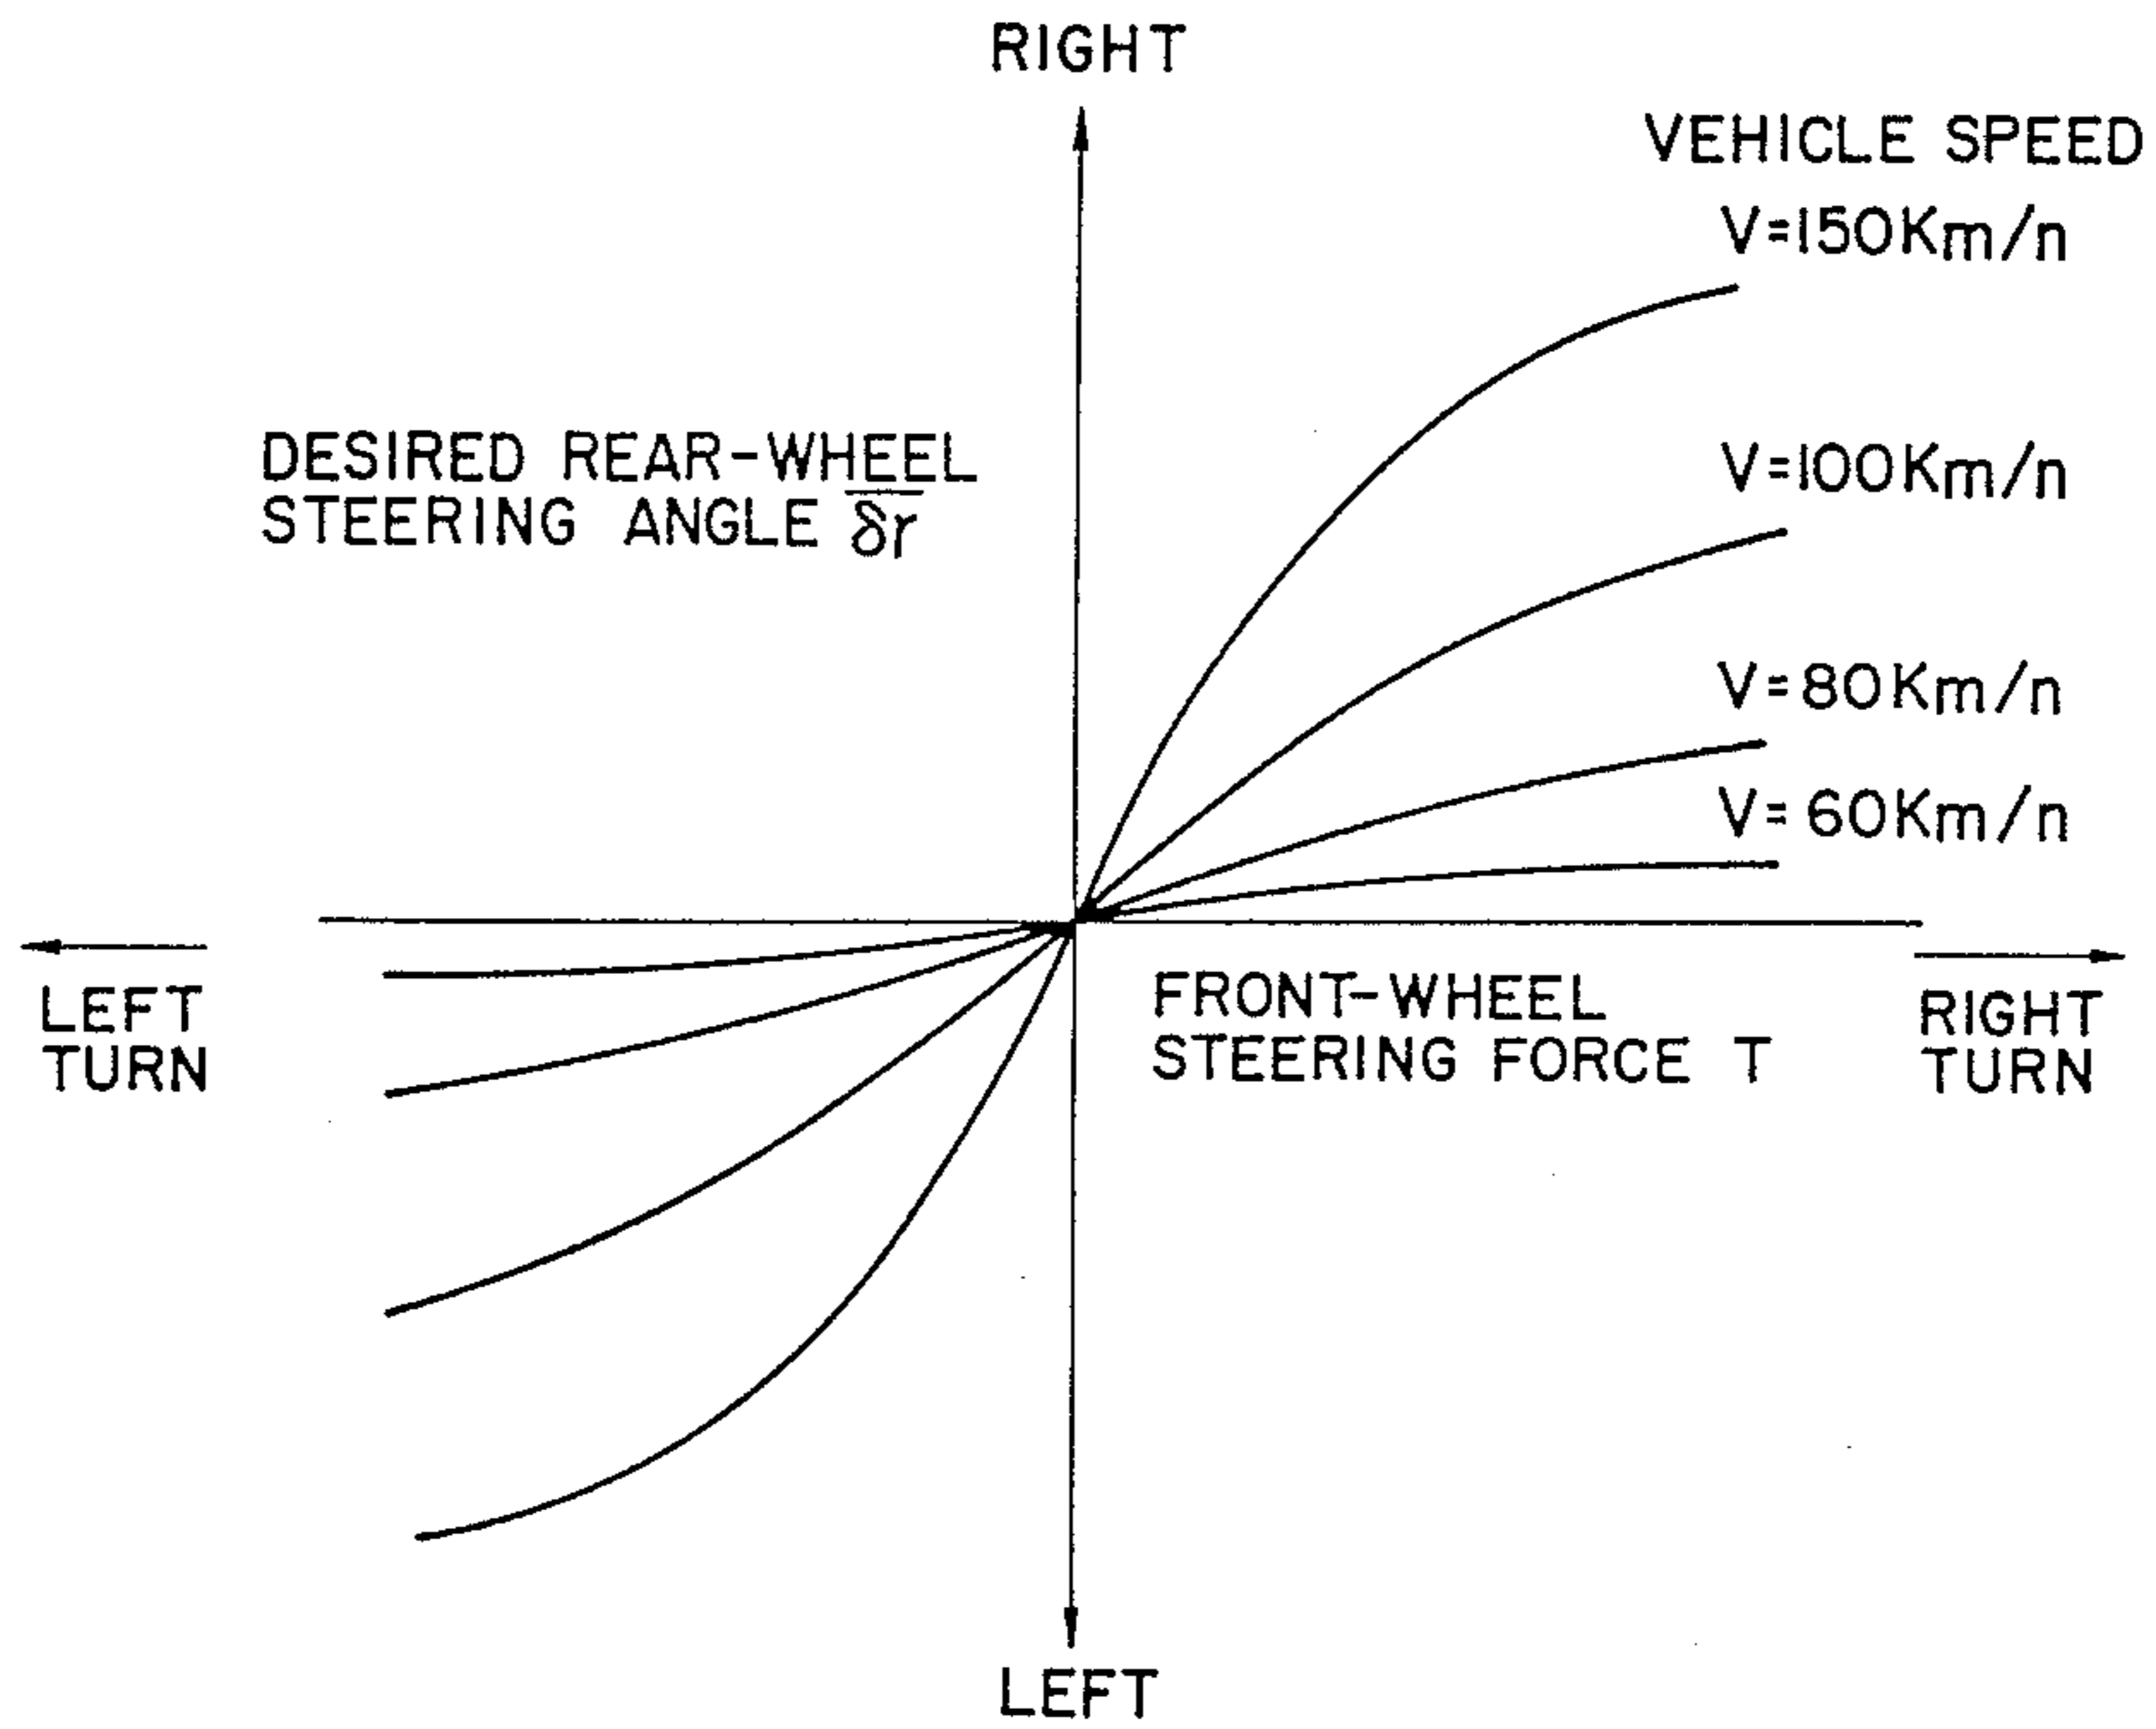 RIGHT
VEHICLE SPEED
V=150Km/n
DESIRED REAR-WHEEL
STEERING ANGLE δ̅r̅
V=100Km/n
V=80Km/n
V=60Km/n
LEFT
TURN
FRONT-WHEEL
STEERING FORCE T
RIGHT
TURN
LEFT